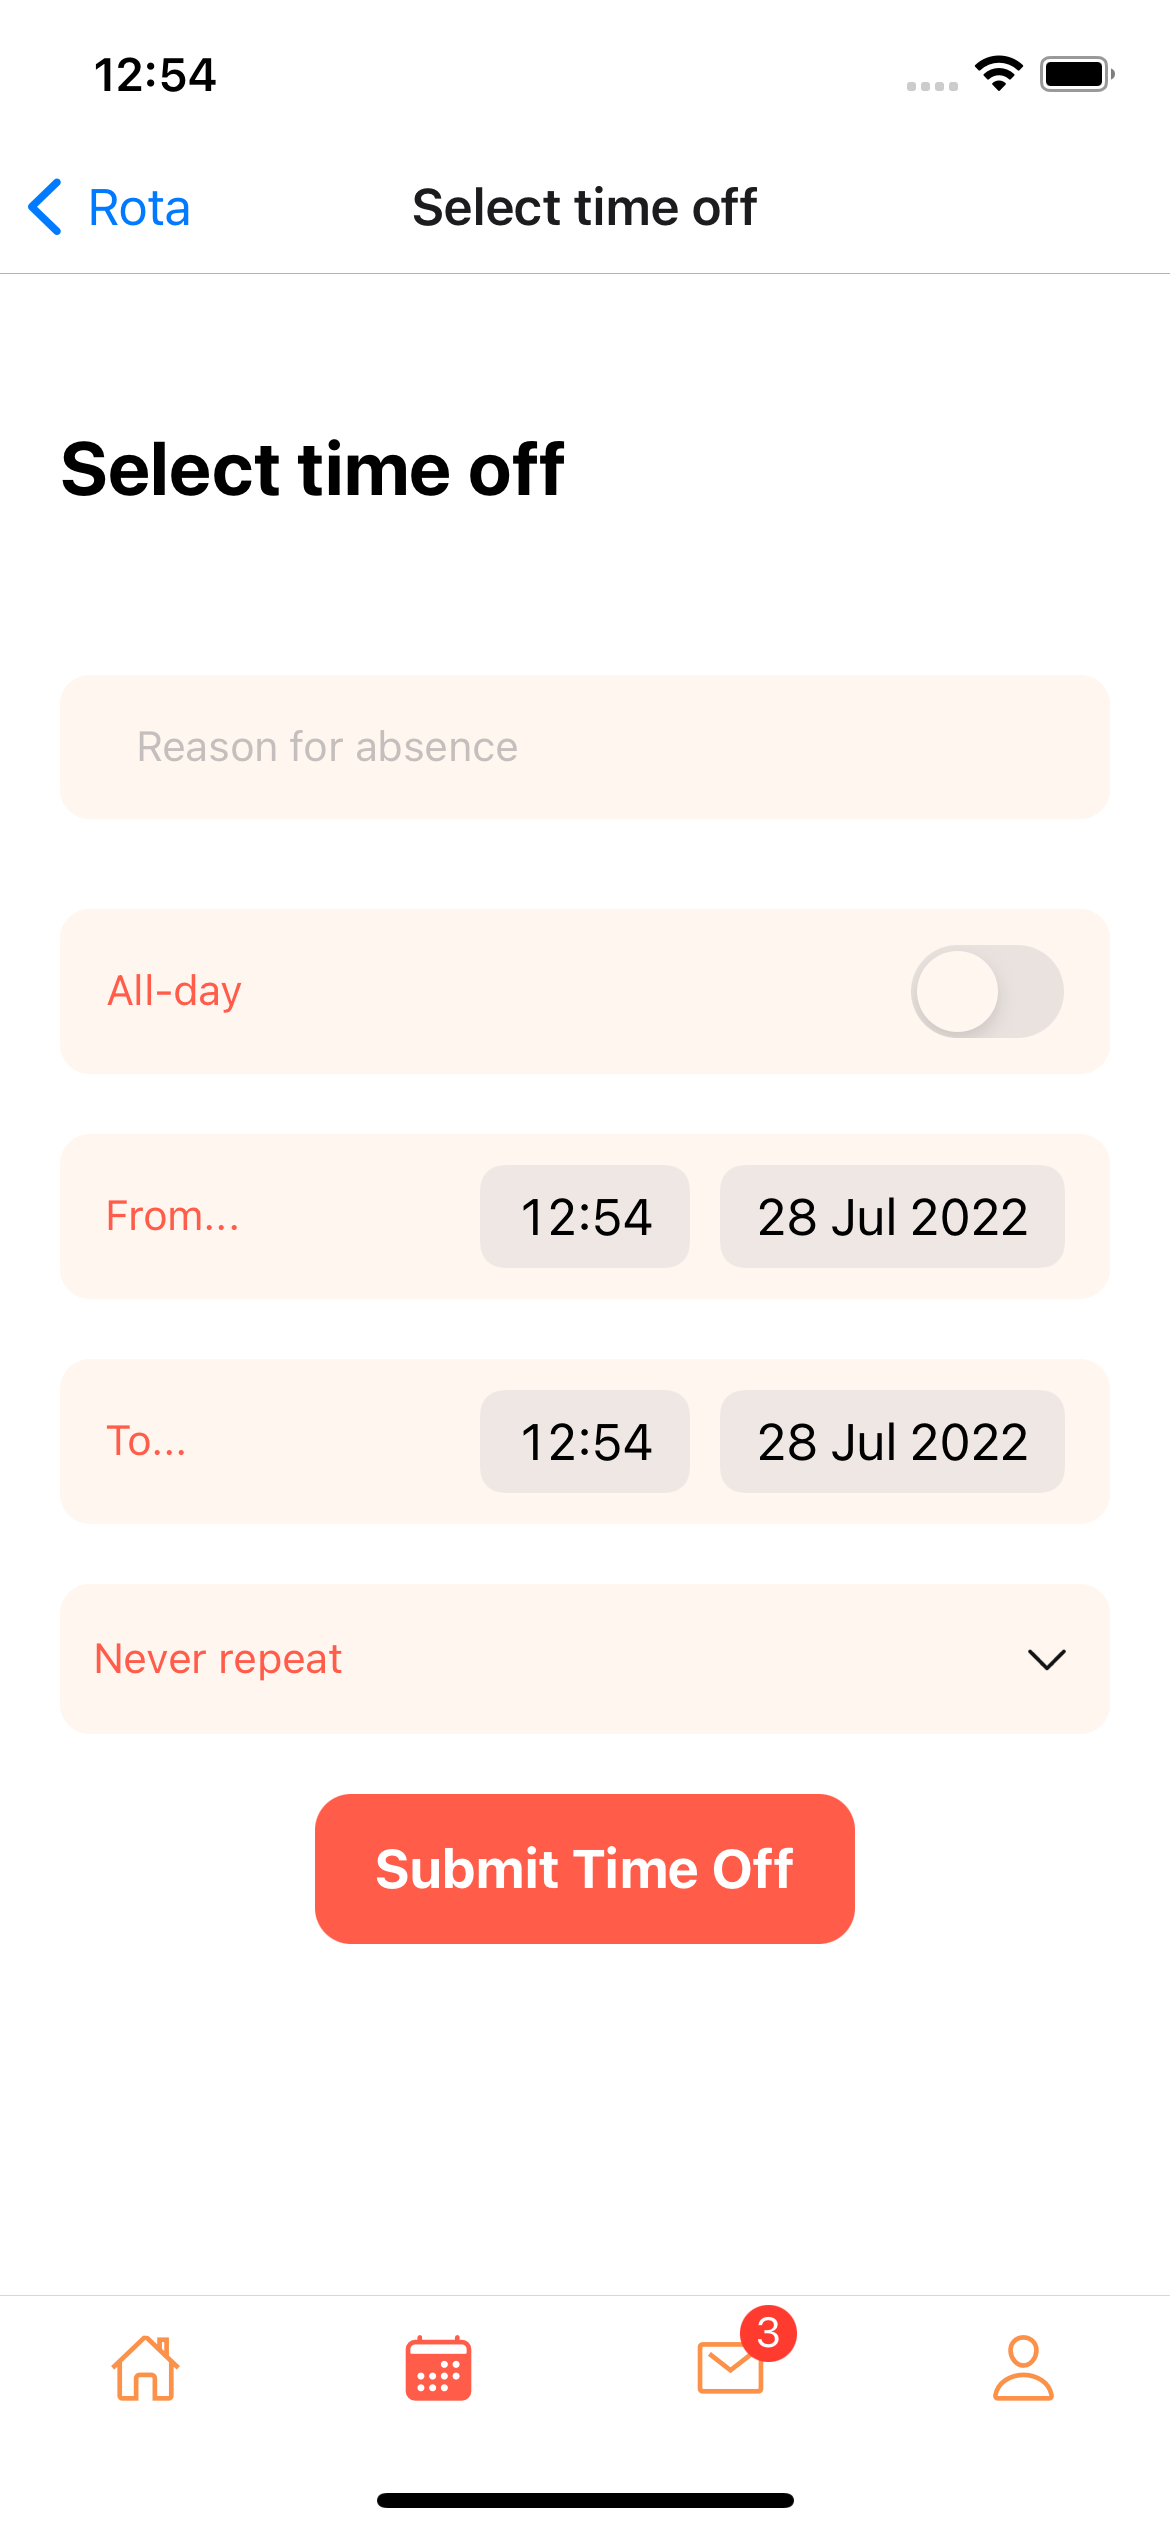 12:54
Rota
Select time off
Select time off
Reason for absence
All-day
From...
12:54
28 Jul 2022
To...
12:54
28 Jul 2022
Never repeat
Submit Time Off
3